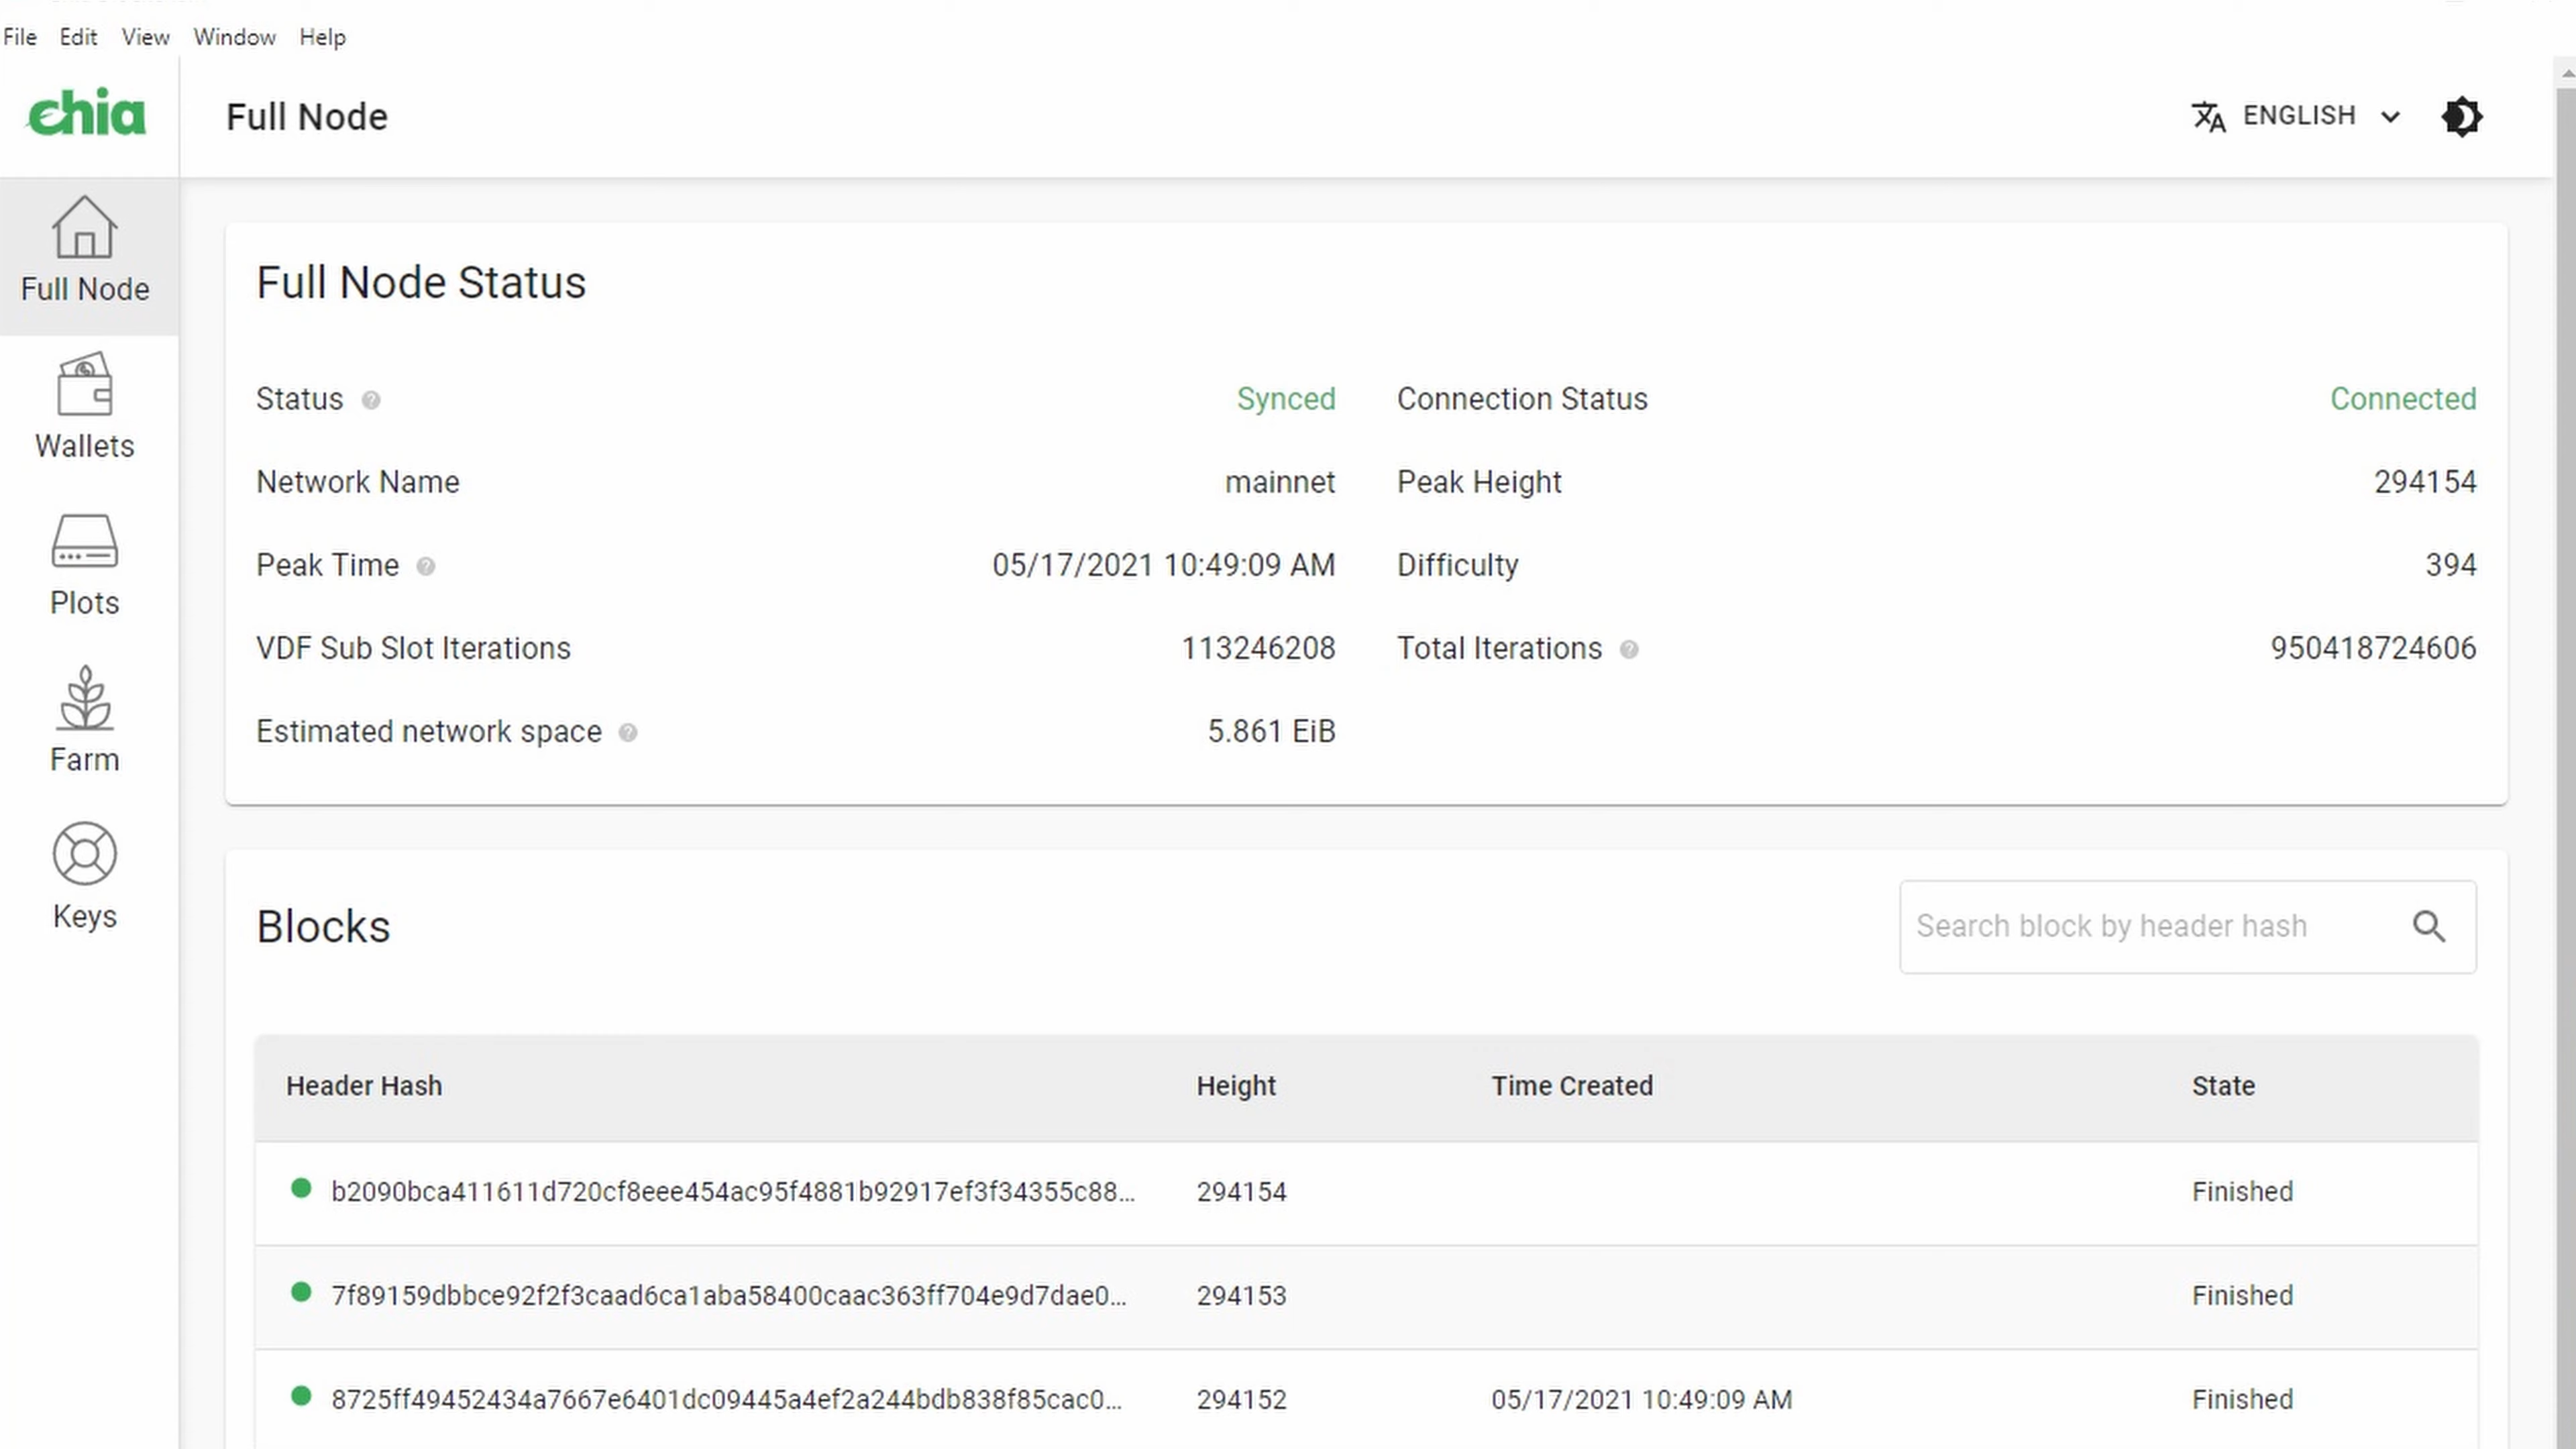 File Edit View Window Help
chia
Full Node
ENGLISH
Full Node
Wallets
Plots
Farm
Keys
Full Node Status
Status ? Synced Connection Status Connected
Network Name mainnet Peak Height 294154
Peak Time ? 05/17/2021 10:49:09 AM Difficulty 394
VDF Sub Slot Iterations 113246208 Total Iterations ? 950418724606
Estimated network space ? 5.861 EiB
Blocks
Search block by header hash
Header Hash Height Time Created State
b2090bca411611d720cf8eee454ac95f4881b92917ef3f34355c88... 294154 Finished
7f89159dbbce92f2f3caad6ca1aba58400caac363ff704e9d7dae0... 294153 Finished
8725ff49452434a7667e6401dc09445a4ef2a244bdb838f85cac0... 294152 05/17/2021 10:49:09 AM Finished